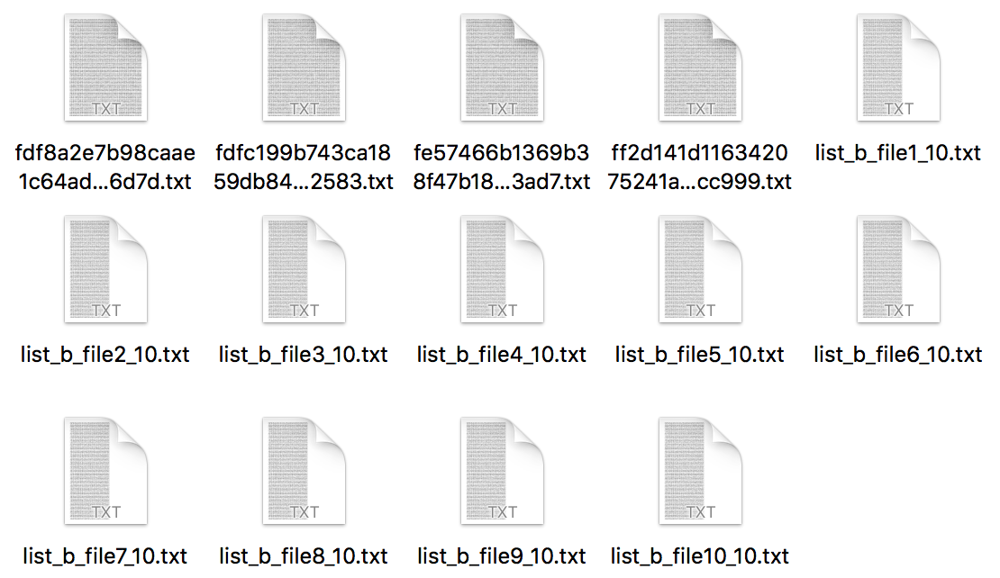 TXT TXT TXT TXT TXT
fdf8a2e7b98caae fdfc199b743ca18 fe57466b1369b3 ff2d141d1163420 list_b_file1_10.txt
1c64ad...6d7d.txt 59db84...2583.txt 8f47b18...3ad7.txt 75241a...cc999.txt
TXT TXT TXT TXT TXT
list_b_file2_10.txt list_b_file3_10.txt list_b_file4_10.txt list_b_file5_10.txt list_b_file6_10.txt
TXT TXT TXT TXT
list_b_file7_10.txt list_b_file8_10.txt list_b_file9_10.txt list_b_file10_10.txt